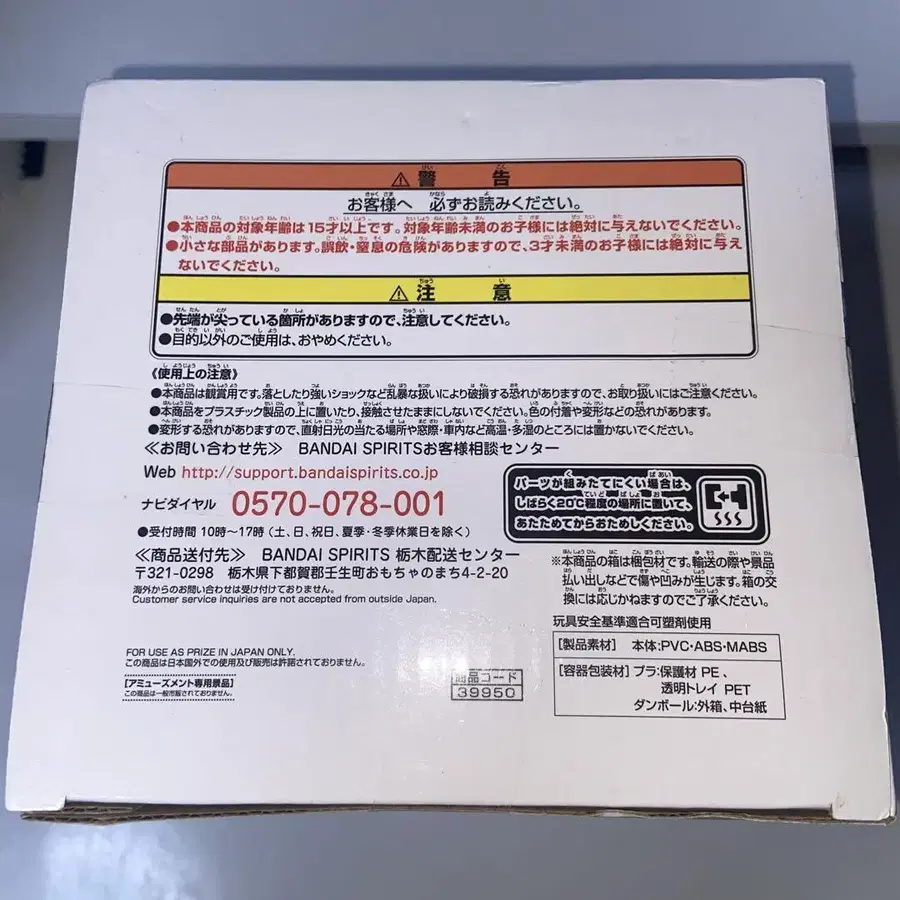 ⚠警告
お客様へ 必ずお読みください。
●本商品の対象年齢は15才以上です。対象年齢未満のお子様には絶対に与えないでください。
●小さな部品があります。誤飲・窒息の危険がありますので、3才未満のお子様には絶対に与え
ないでください。
⚠注意
●先端が尖っている箇所がありますので、注意してください。
●目的以外のご使用は、おやめください。
《使用上の注意》
●本商品は観賞用です。落としたり強いショックなど乱暴な扱いにより破損する恐れがありますので、お取り扱いにはご注意ください。
●本商品をプラスチック製品の上に置いたり、接触させたままにしないでください。色の付着や変形などの恐れがあります。
●変形する恐れがありますので、直射日光の当たる場所や窓際・車内など高温・多湿のところには置かないでください。
≪お問い合わせ先≫ BANDAI SPIRITSお客様相談センター
Web http://support.bandaispirits.co.jp
ナビダイヤル 0570-078-001
●受付時間 10時〜17時(土、日、祝日、夏季・冬季休業日を除く)
≪商品送付先≫ BANDAI SPIRITS 栃木配送センター
〒321-0298 栃木県下都賀郡壬生町おもちゃのまち4-2-20
海外からのお問い合わせは受け付けておりません。
Customer service inquiries are not accepted from outside Japan.
パーツが組みたてにくい場合は、
しばらく20℃程度の場所に置いて、
あたためてからおためしください。
※本商品の箱は梱包材です。輸送の際や景品
払い出しなどで傷や凹みが生じます。箱の交
換には応じかねますのでご了承ください。
玩具安全基準適合可塑剤使用
[製品素材] 本体:PVC・ABS・MABS
[容器包装材] プラ:保護材 PE、
透明トレイ PET
ダンボール:外箱、中台紙
FOR USE AS PRIZE IN JAPAN ONLY.
この商品は日本国外での使用及び販売は許諾されておりません。
[アミューズメント専用景品]
この商品は一般市販されておりません。
商品コード
39950